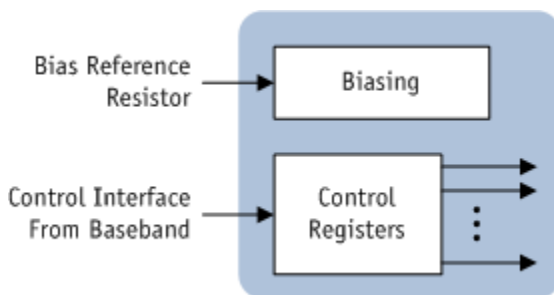 Bias Reference
Resistor
Biasing
Control Interface
From Baseband
Control
Registers